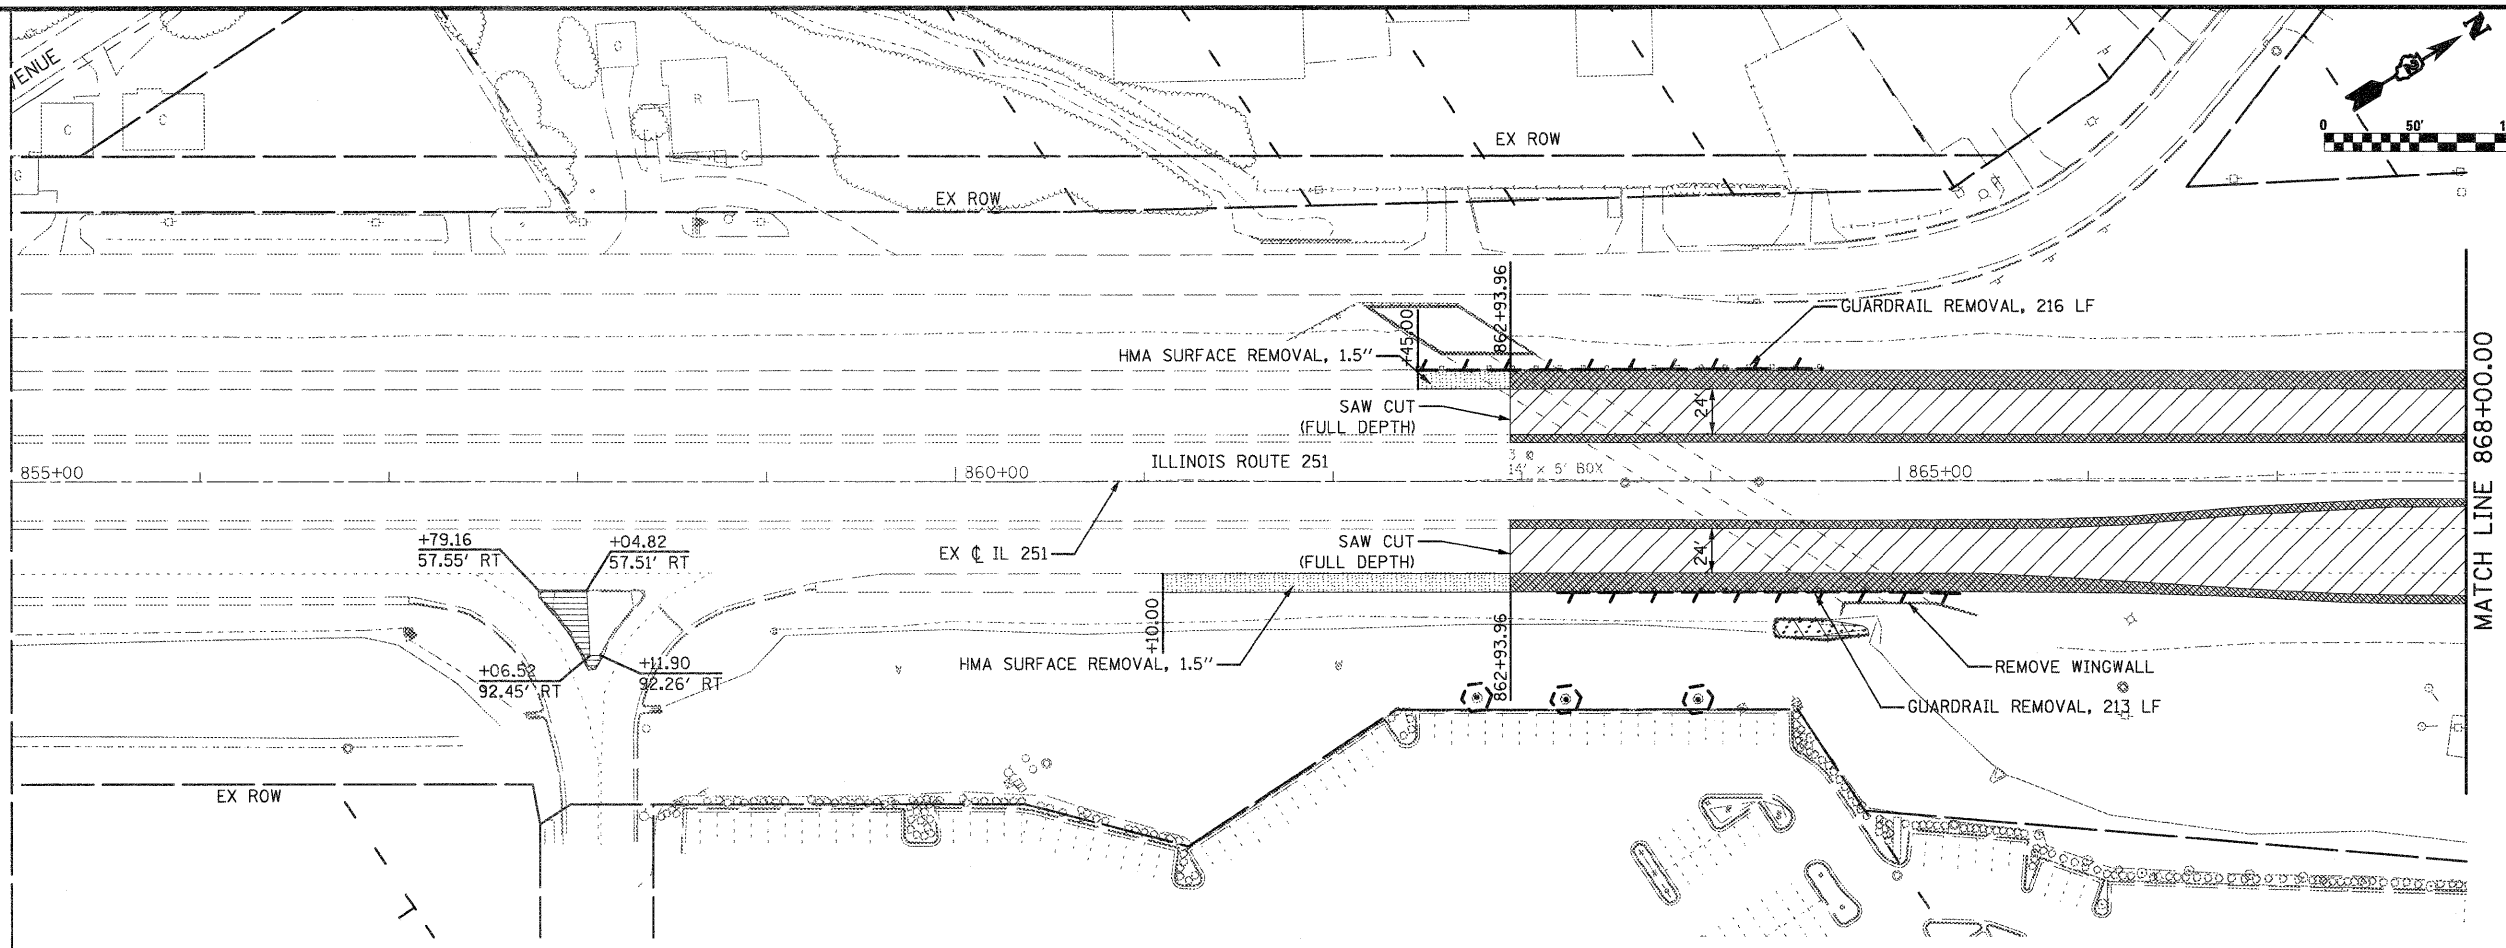 VENUE
N
0 50'
EX ROW
EX ROW
C
C
G
G
R
G
862+93.96
+45.00
GUARDRAIL REMOVAL, 216 LF
HMA SURFACE REMOVAL, 1.5"
SAW CUT
(FULL DEPTH)
24'
MATCH LINE 868+00.00
855+00
860+00
ILLINOIS ROUTE 251
3 @
14' x 5' BOX
865+00
+79.16
57.55' RT
+04.82
57.51' RT
EX ℄ IL 251
SAW CUT
(FULL DEPTH)
24'
+10.00
862+93.96
+06.52
92.45' RT
+11.90
92.26' RT
HMA SURFACE REMOVAL, 1.5"
REMOVE WINGWALL
GUARDRAIL REMOVAL, 213 LF
EX ROW